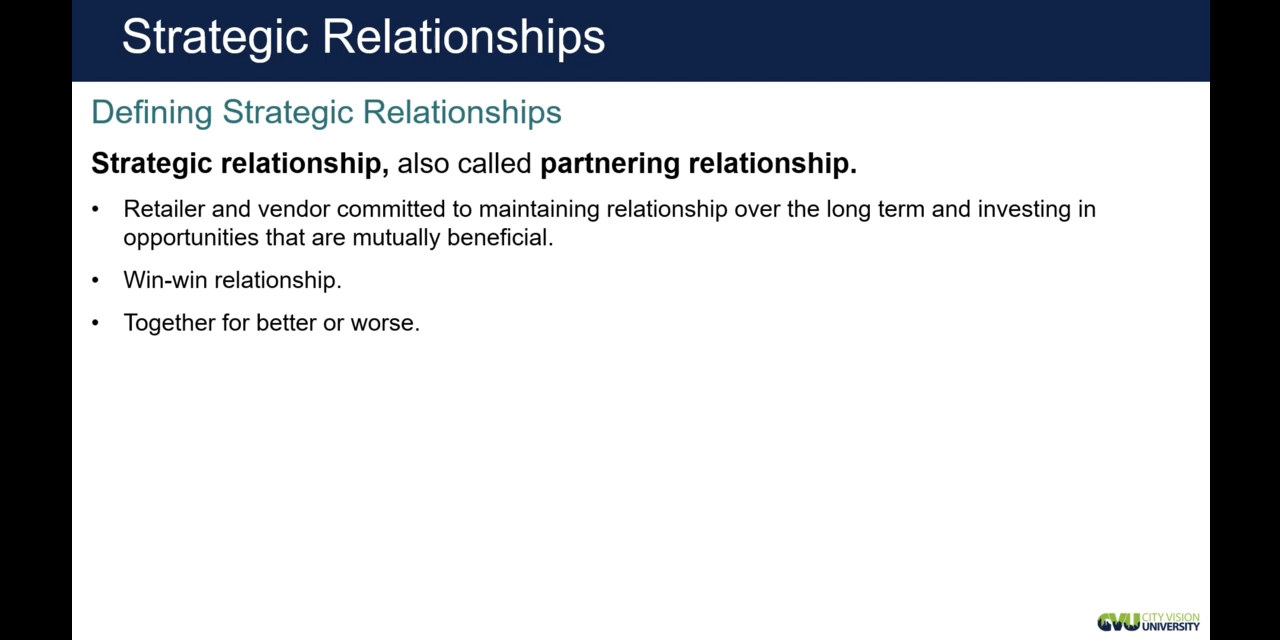 Strategic Relationships
Defining Strategic Relationships
Strategic relationship, also called partnering relationship.
• Retailer and vendor committed to maintaining relationship over the long term and investing in
opportunities that are mutually beneficial.
• Win-win relationship.
• Together for better or worse.
CVU CITY VISION
UNIVERSITY